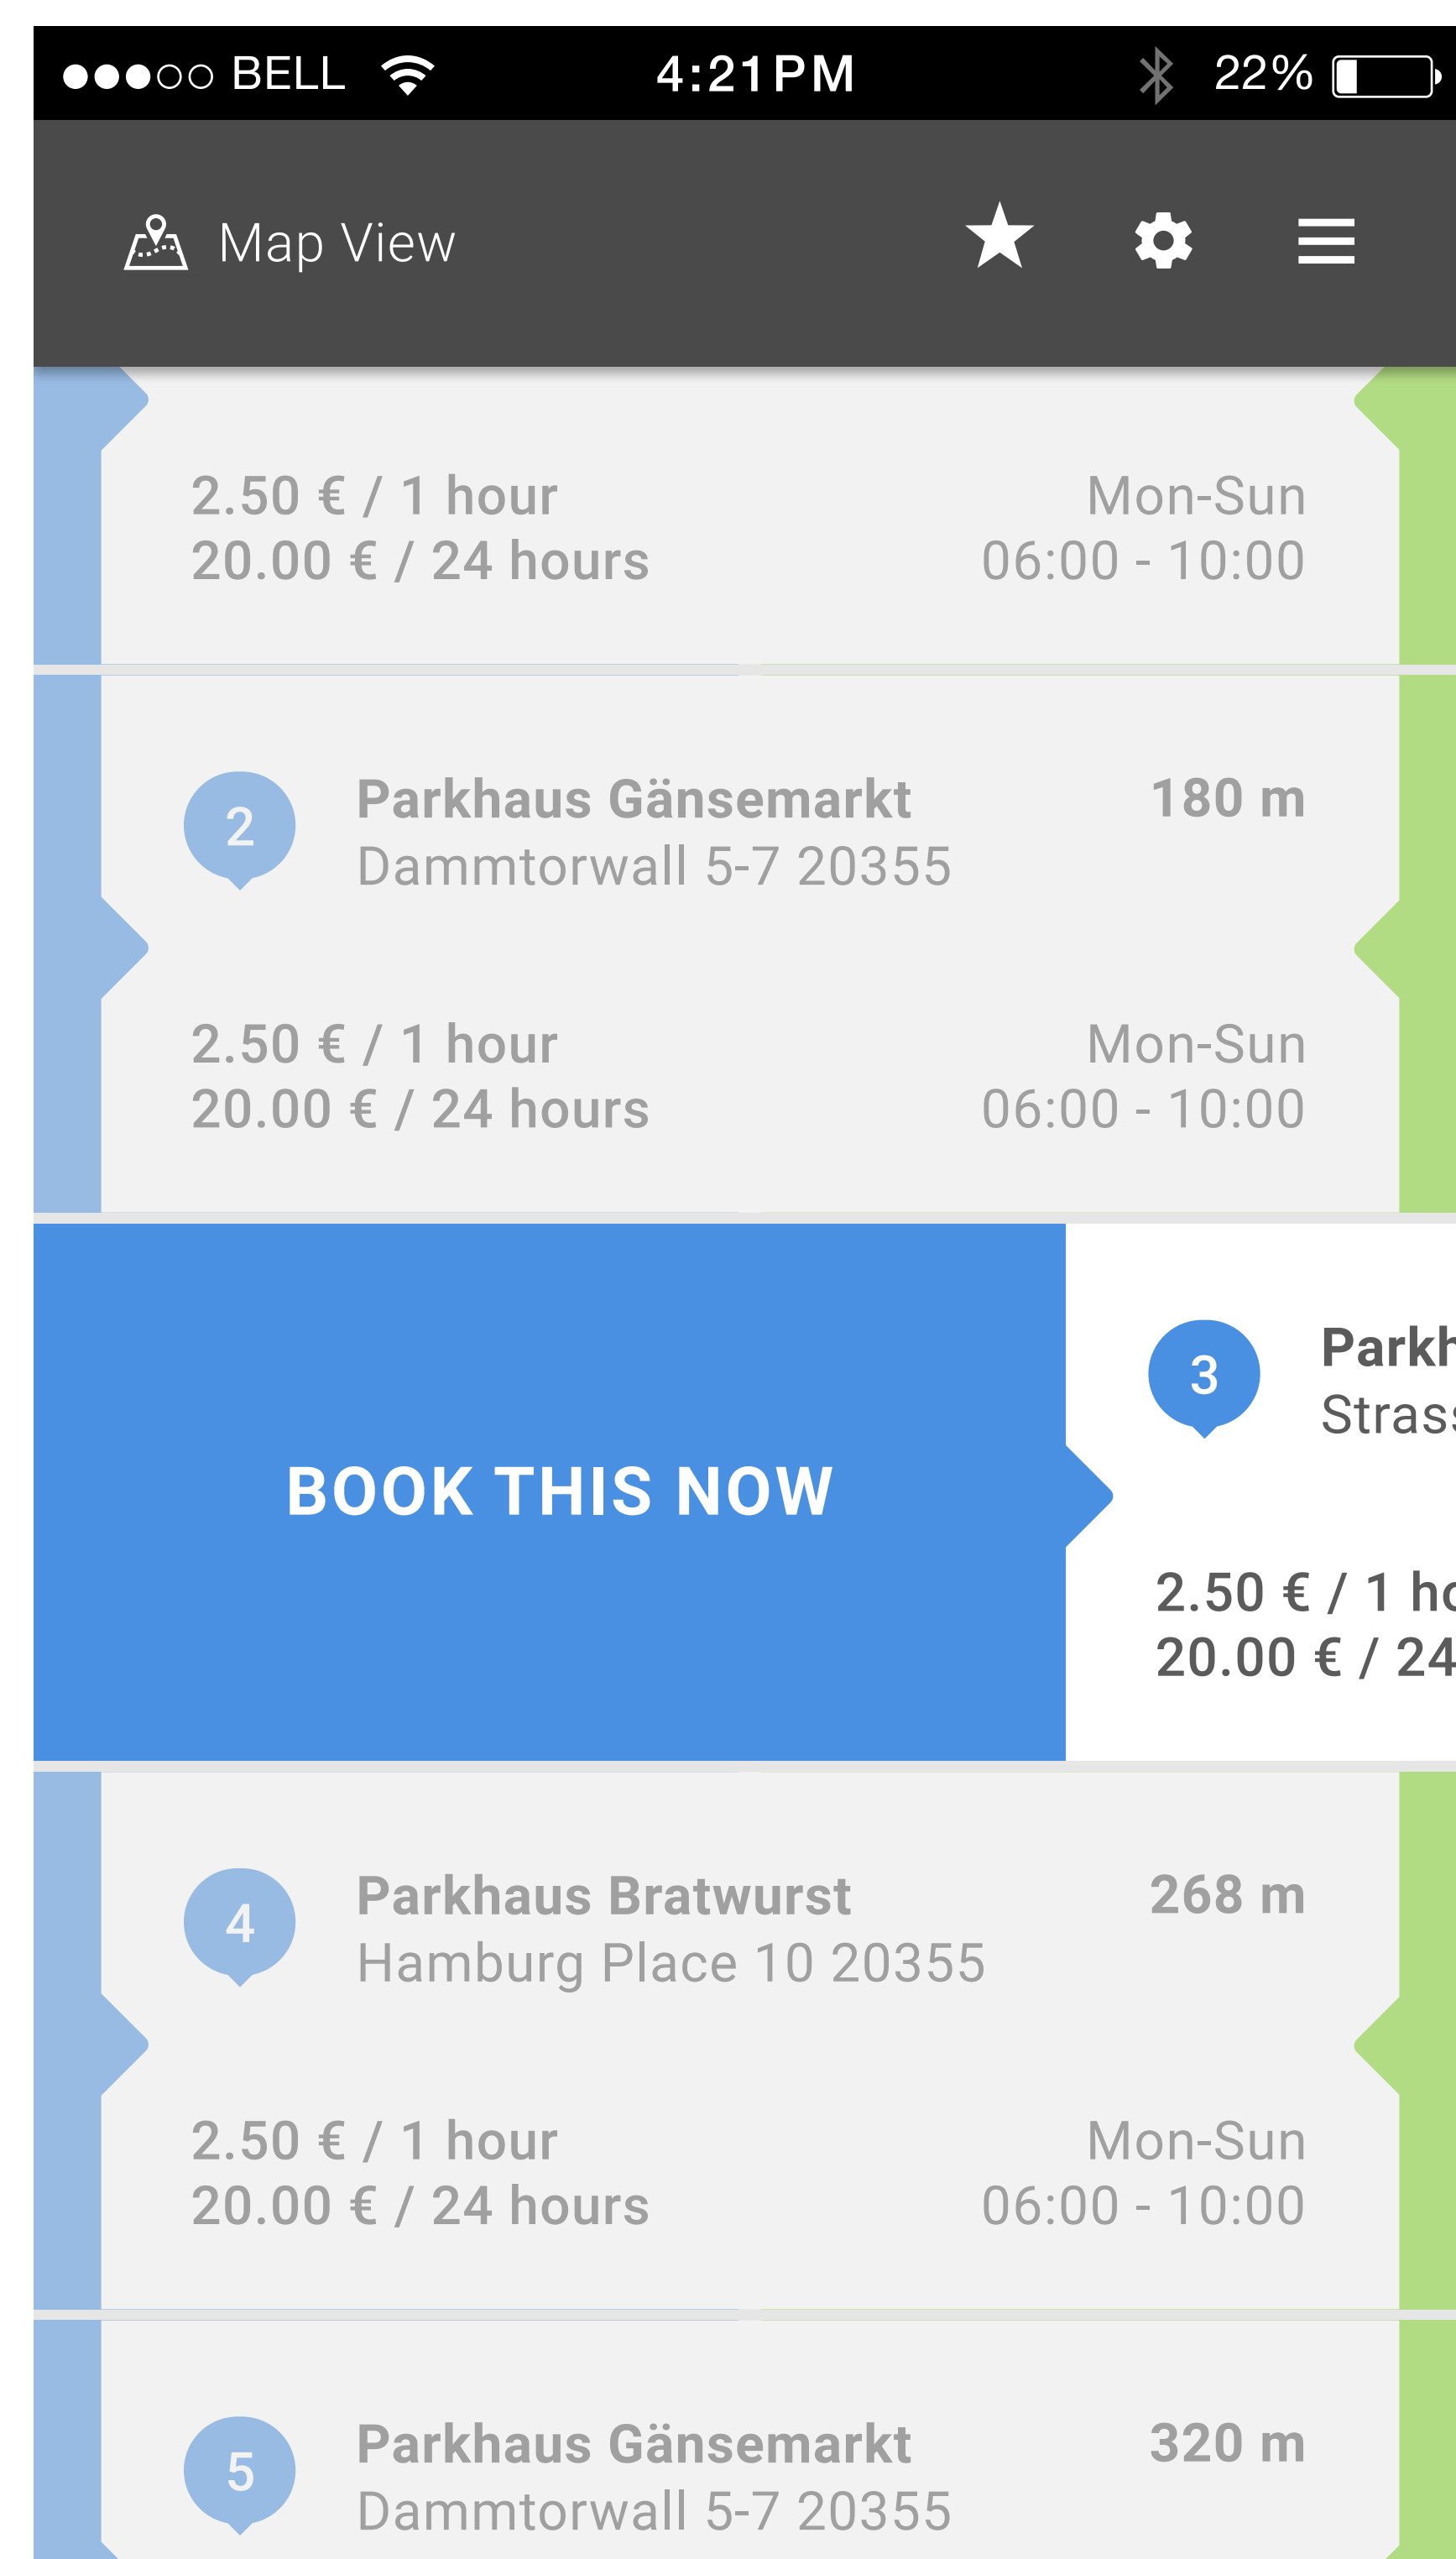 BELL 4:21PM 22%
Map View
2.50 € / 1 hour Mon-Sun
20.00 € / 24 hours 06:00 - 10:00
2 Parkhaus Gänsemarkt 180 m
Dammtorwall 5-7 20355
2.50 € / 1 hour Mon-Sun
20.00 € / 24 hours 06:00 - 10:00
3
BOOK THIS NOW
2.50 € / 1
20.00 € / 24
4 Parkhaus Bratwurst 268 m
Hamburg Place 10 20355
2.50 € / 1 hour Mon-Sun
20.00 € / 24 hours 06:00 - 10:00
5 Parkhaus Gänsemarkt 320 m
Dammtorwall 5-7 20355